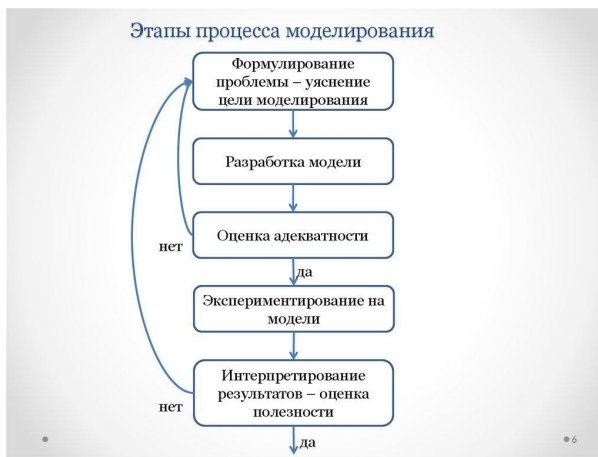 Этапы процесса моделирования
Формулирование
проблемы – уяснение
цели моделирования
Разработка модели
Оценка адекватности
нет
да
Экспериментирование на
модели
Интерпретирование
результатов – оценка
полезности
нет
да
6